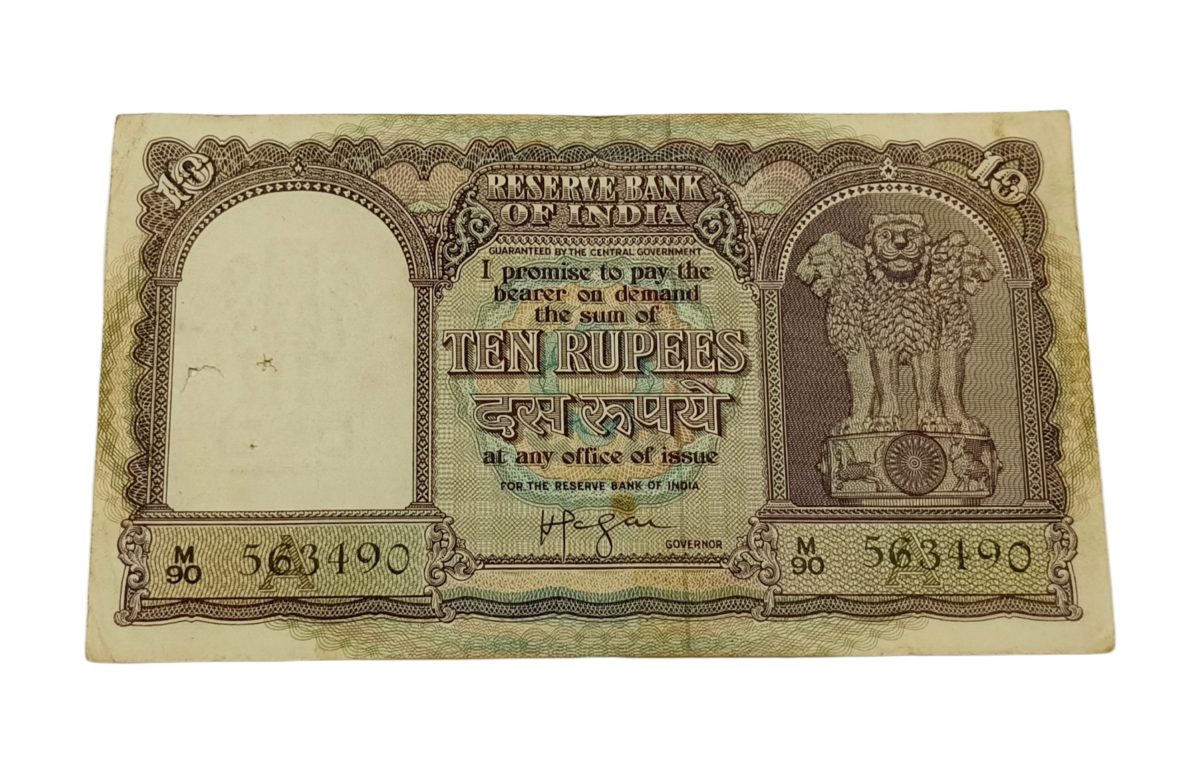 10
10
RESERVE BANK
OF INDIA
GUARANTEED BY THE CENTRAL GOVERNMENT
I promise to pay the
bearer on demand
the sum of
TEN RUPEES
दस रुपये
at any office of issue
FOR THE RESERVE BANK OF INDIA
GOVERNOR
M
90
563490
A
M
90
563490
A